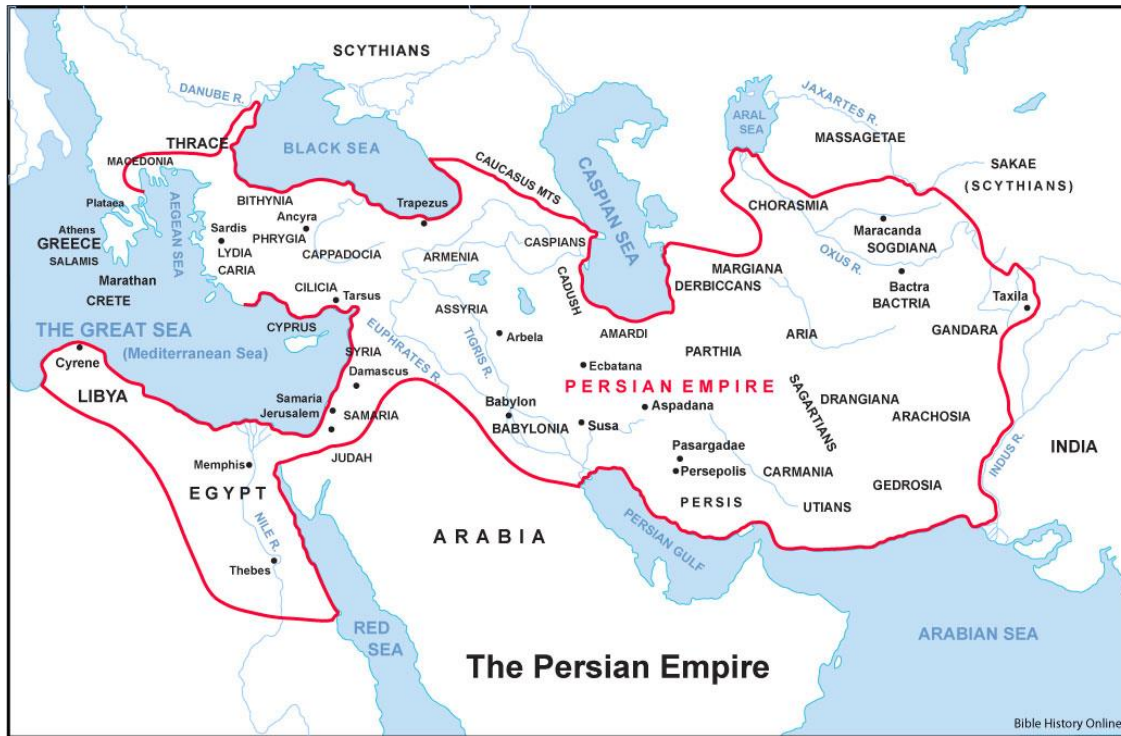 SCYTHIANS
DANUBE R.
JAXARTES R.
ARAL
SEA
MASSAGETAE
THRACE
BLACK SEA
MACEDONIA
CAUCASUS MTS
CASPIAN SEA
SAKAE
(SCYTHIANS)
BITHYNIA
Plataea
AEGEAN SEA
Ancyra
Trapezus
CHORASMIA
Maracanda
SOGDIANA
Athens
GREECE
SALAMIS
Sardis
LYDIA
PHRYGIA
CAPPADOCIA
ARMENIA
CASPIANS
OXUS R.
CARIA
Marathan
CRETE
CILICIA
Tarsus
CADUSH
MARGIANA
DERBICCANS
Bactra
BACTRIA
Taxila
THE GREAT SEA
(Mediterranean Sea)
CYPRUS
ASSYRIA
Arbela
AMARDI
ARIA
GANDARA
EUPHRATES R.
TIGRIS R.
SYRIA
Cyrene
Damascus
Ecbatana
PARTHIA
LIBYA
PERSIAN EMPIRE
SAGARTIANS
DRANGIANA
ARACHOSIA
Samaria
Jerusalem
SAMARIA
Babylon
BABYLONIA
Susa
Aspadana
JUDAH
Memphis
EGYPT
Pasargadae
Persepolis
CARMANIA
GEDROSIA
INDUS R.
INDIA
PERSIS
UTIANS
NILE R.
ARABIA
PERSIAN GULF
Thebes
RED
SEA
ARABIAN SEA
The Persian Empire
Bible History Online